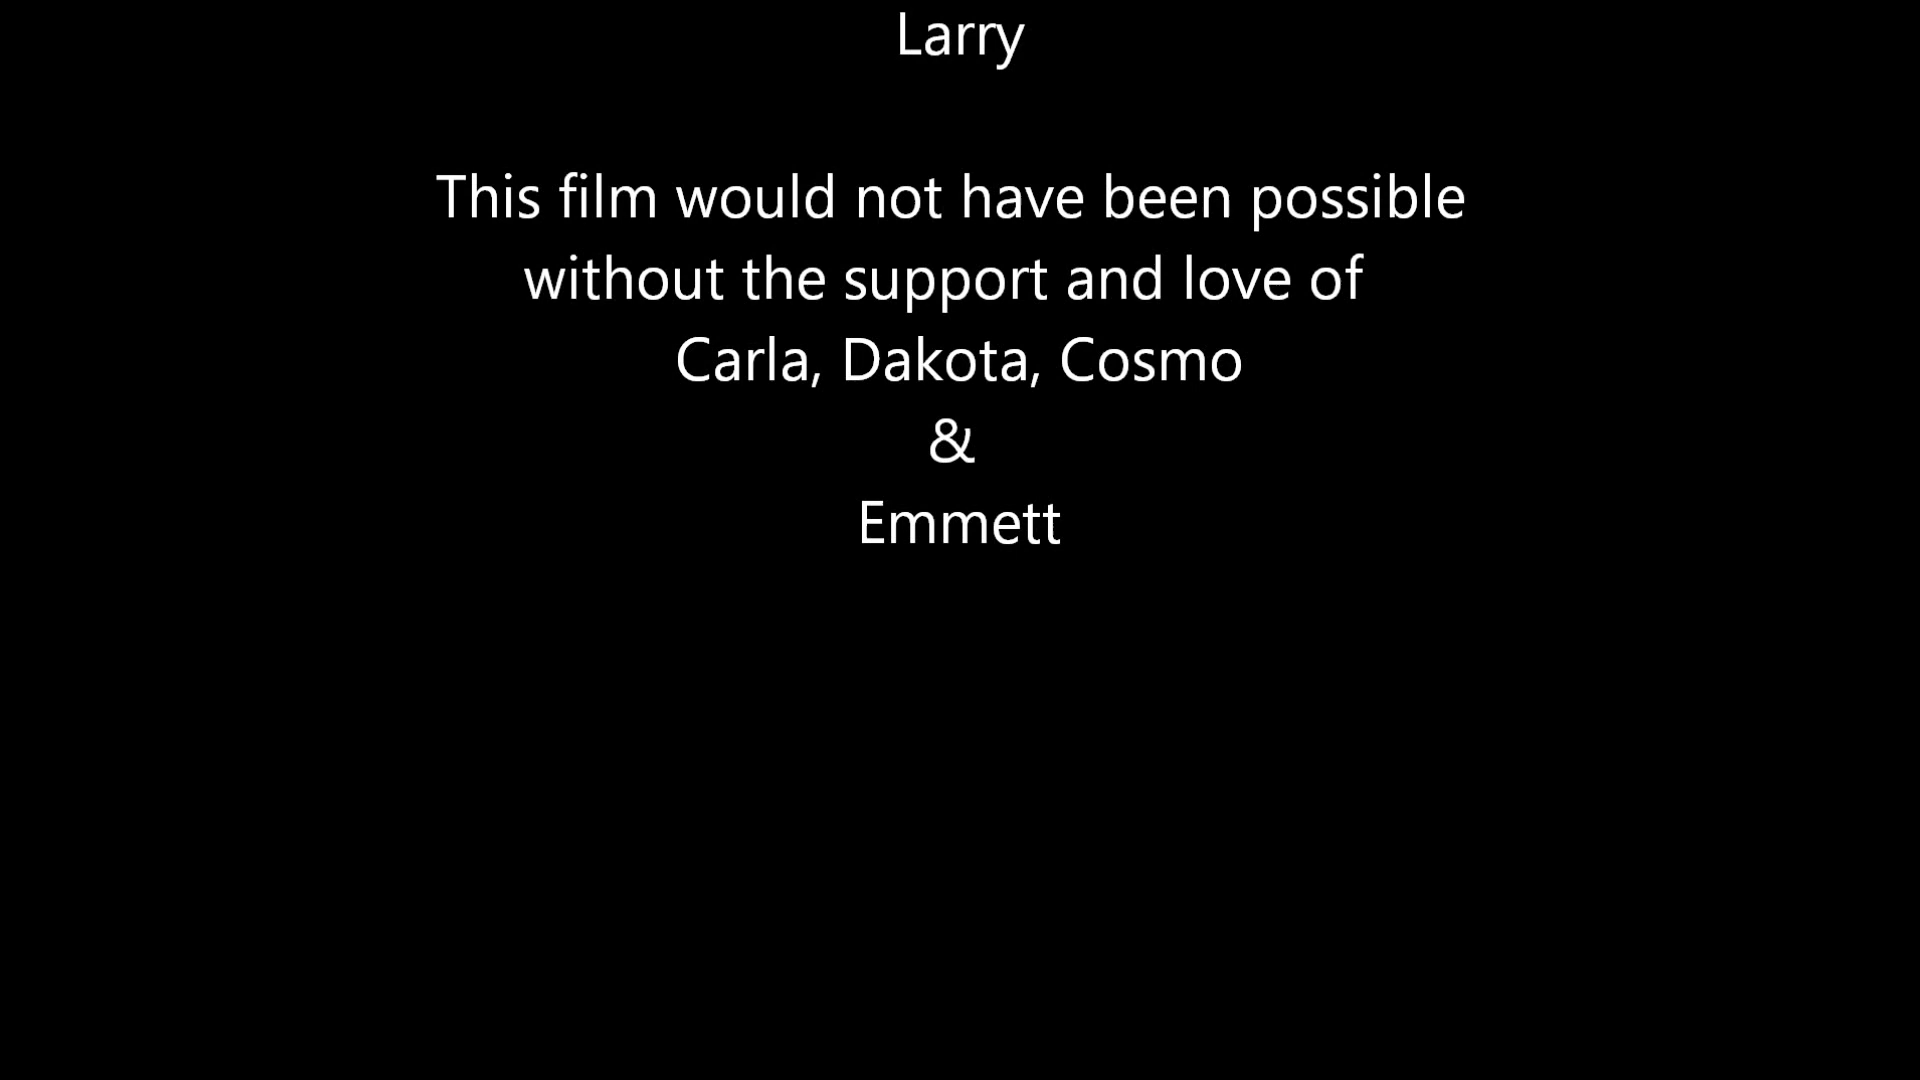 Larry
This film would not have been possible
without the support and love of
Carla, Dakota, Cosmo
&
Emmett